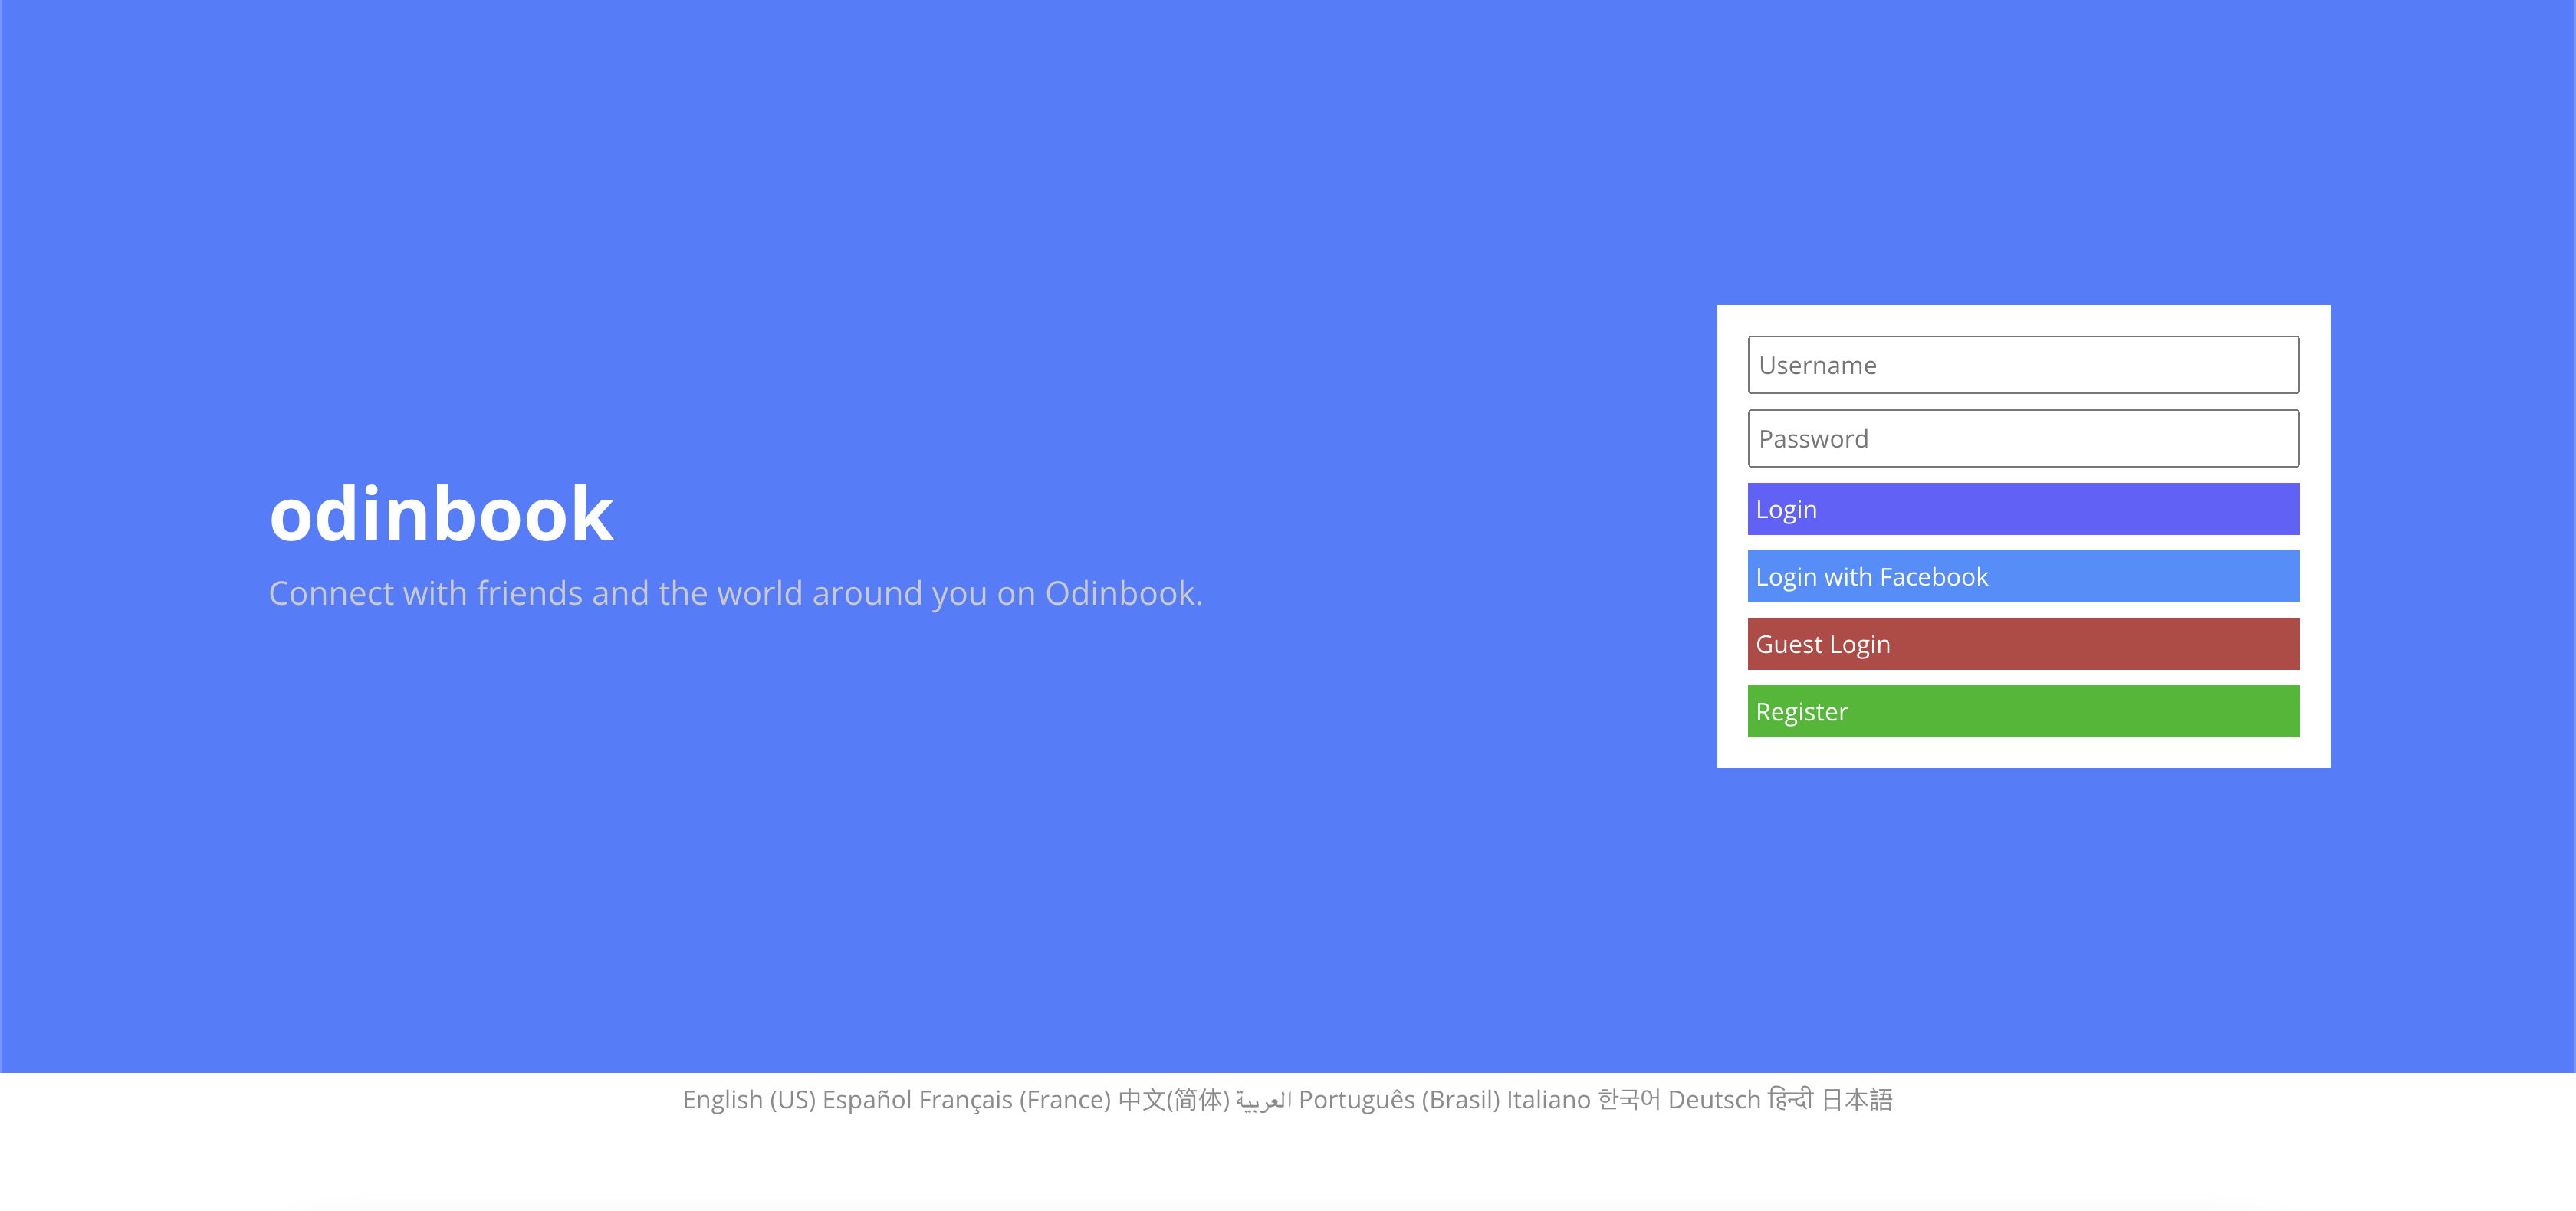 odinbook
Connect with friends and the world around you on Odinbook.
Username
Password
Login
Login with Facebook
Guest Login
Register
English (US) Español Français (France) 中文(简体) العربية Português (Brasil) Italiano 한국어 Deutsch हिन्दी 日本語